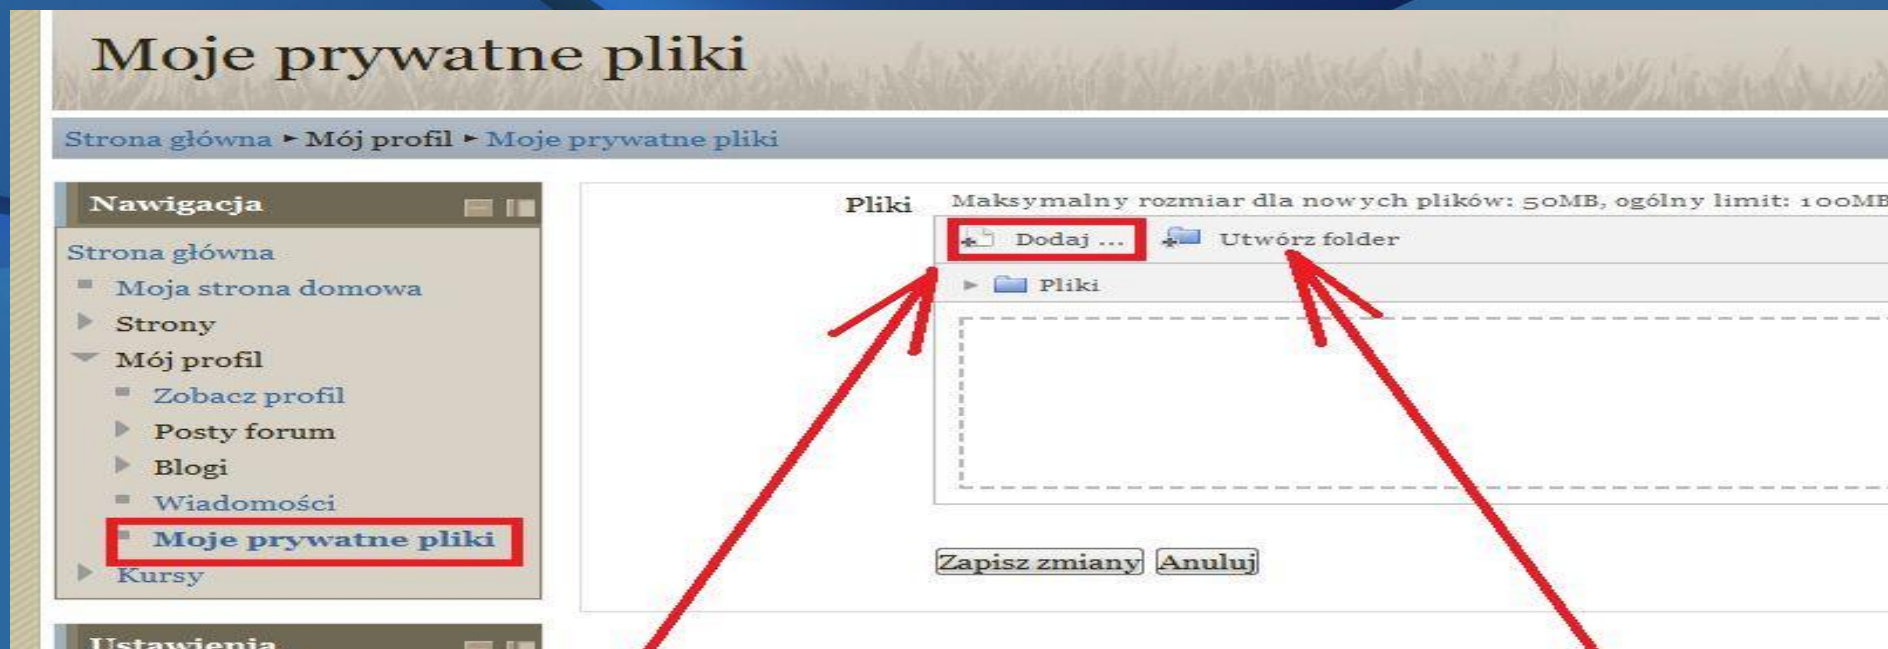 Moje prywatne pliki
Strona główna ► Mój profil ► Moje prywatne pliki
Nawigacja
Strona główna
Moja strona domowa
Strony
Mój profil
Zobacz profil
Posty forum
Blogi
Wiadomości
Moje prywatne pliki
Kursy
Ustawienia
Pliki
Maksymalny rozmiar dla nowych plików: 50MB, ogólny limit: 100MB
Dodaj ... Utwórz folder
Pliki
Zapisz zmiany Anuluj